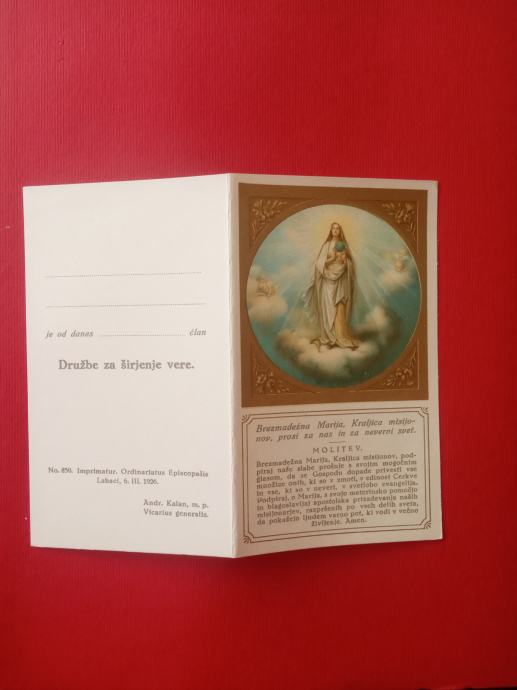 je od danes ........................... član
Družbe za širjenje vere.
No. 859. Imprimatur. Ordinariatus Episcopalis
Labaci, 6. III. 1926.
Andr. Kalan, m. p.
Vicarius generalis.
Brezmadežna Marija, Kraljica misijo-
nov, prosi za nas in za neverni svet.
MOLITEV.
Brezmadežna Marija, Kraljica misijonov, pod-
piraj naše slabe prošnje s svojim mogočnim
glasom, da se Gospodu dopade privesti vse
množice onih, ki so v zmoti, v edinost Cerkve
in vse, ki so v neveri, v svetlobo evangelija.
Podpiraj, o Marija, s svojo materinsko pomočjo
in blagoslavljaj apostolska prizadevanja naših
misijonarjev, razpršenih po vseh delih sveta,
da pokažejo ljudem varno pot, ki vodi v večno
življenje. Amen.